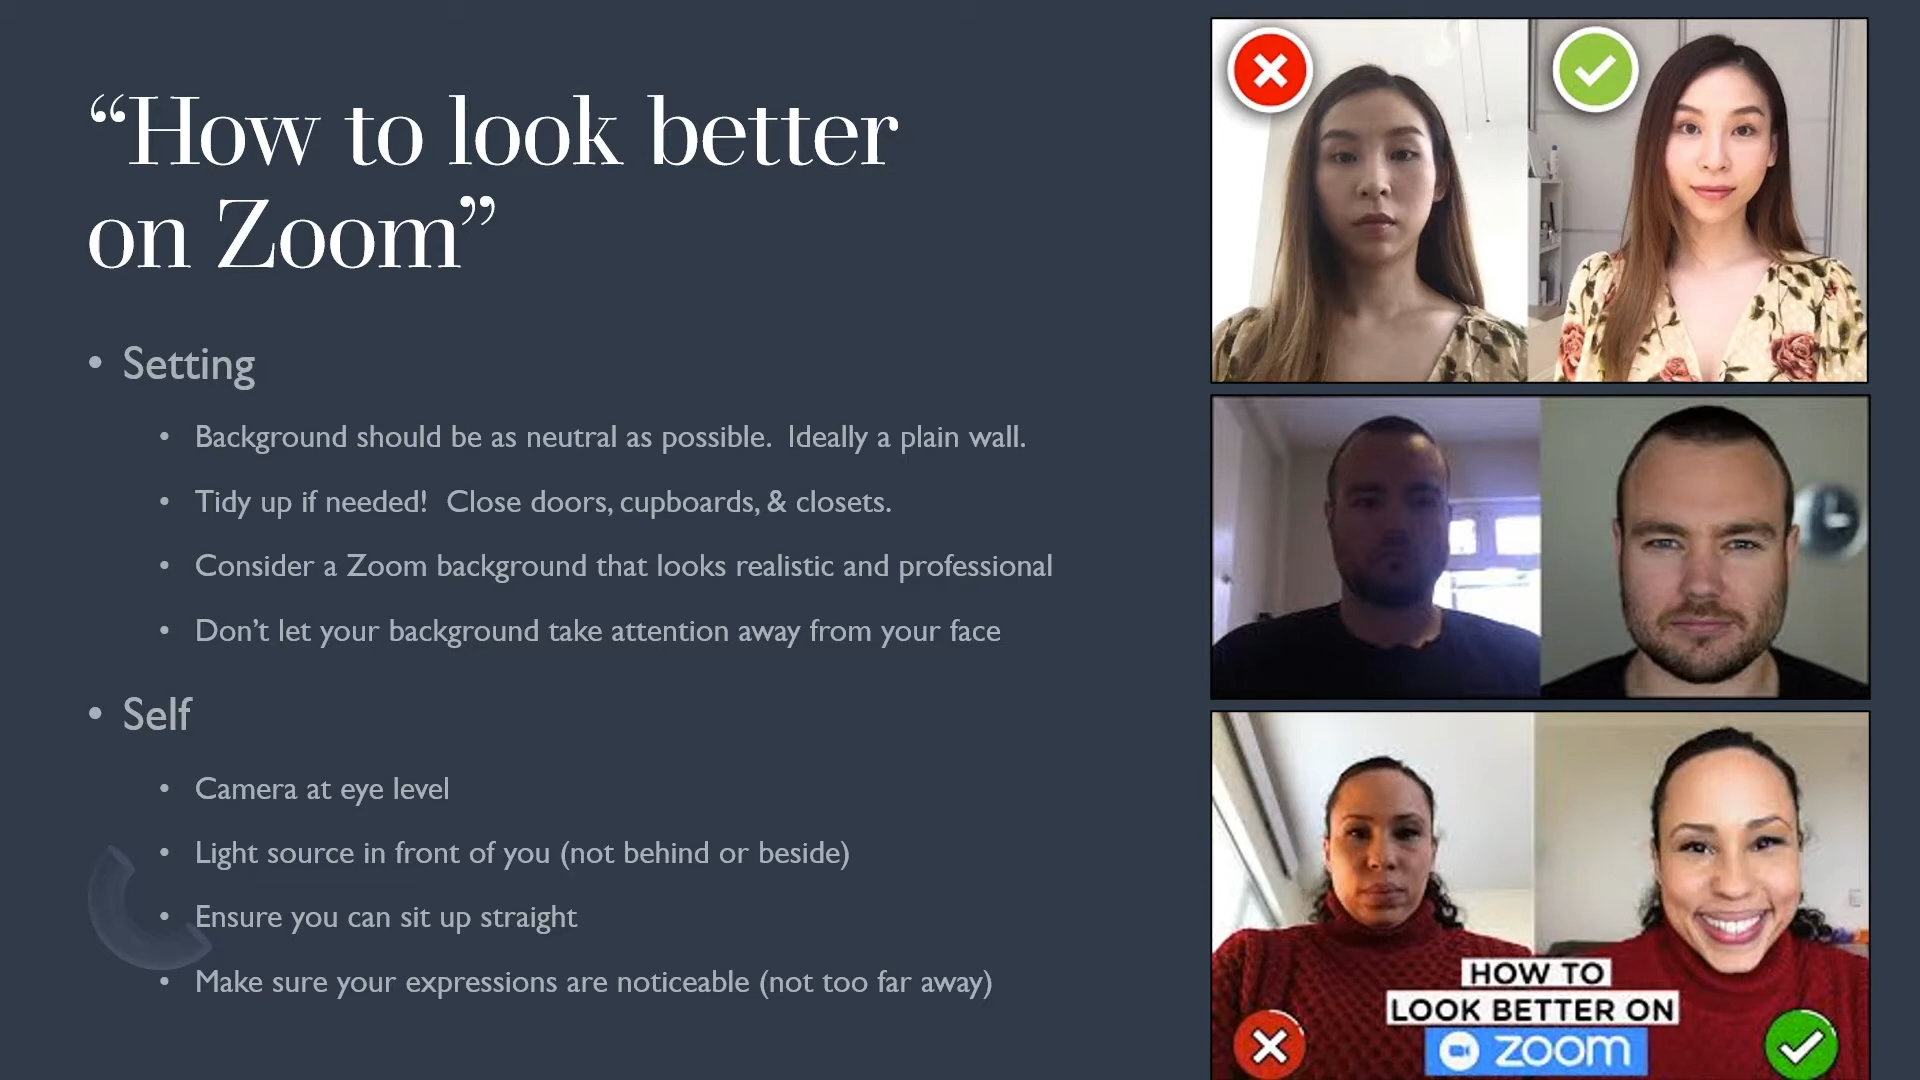 “How to look better
on Zoom”
• Setting
• Background should be as neutral as possible.  Ideally a plain wall.
• Tidy up if needed!  Close doors, cupboards, & closets.
• Consider a Zoom background that looks realistic and professional
• Don’t let your background take attention away from your face
• Self
• Camera at eye level
• Light source in front of you (not behind or beside)
• Ensure you can sit up straight
• Make sure your expressions are noticeable (not too far away)
HOW TO
LOOK BETTER ON
zoom